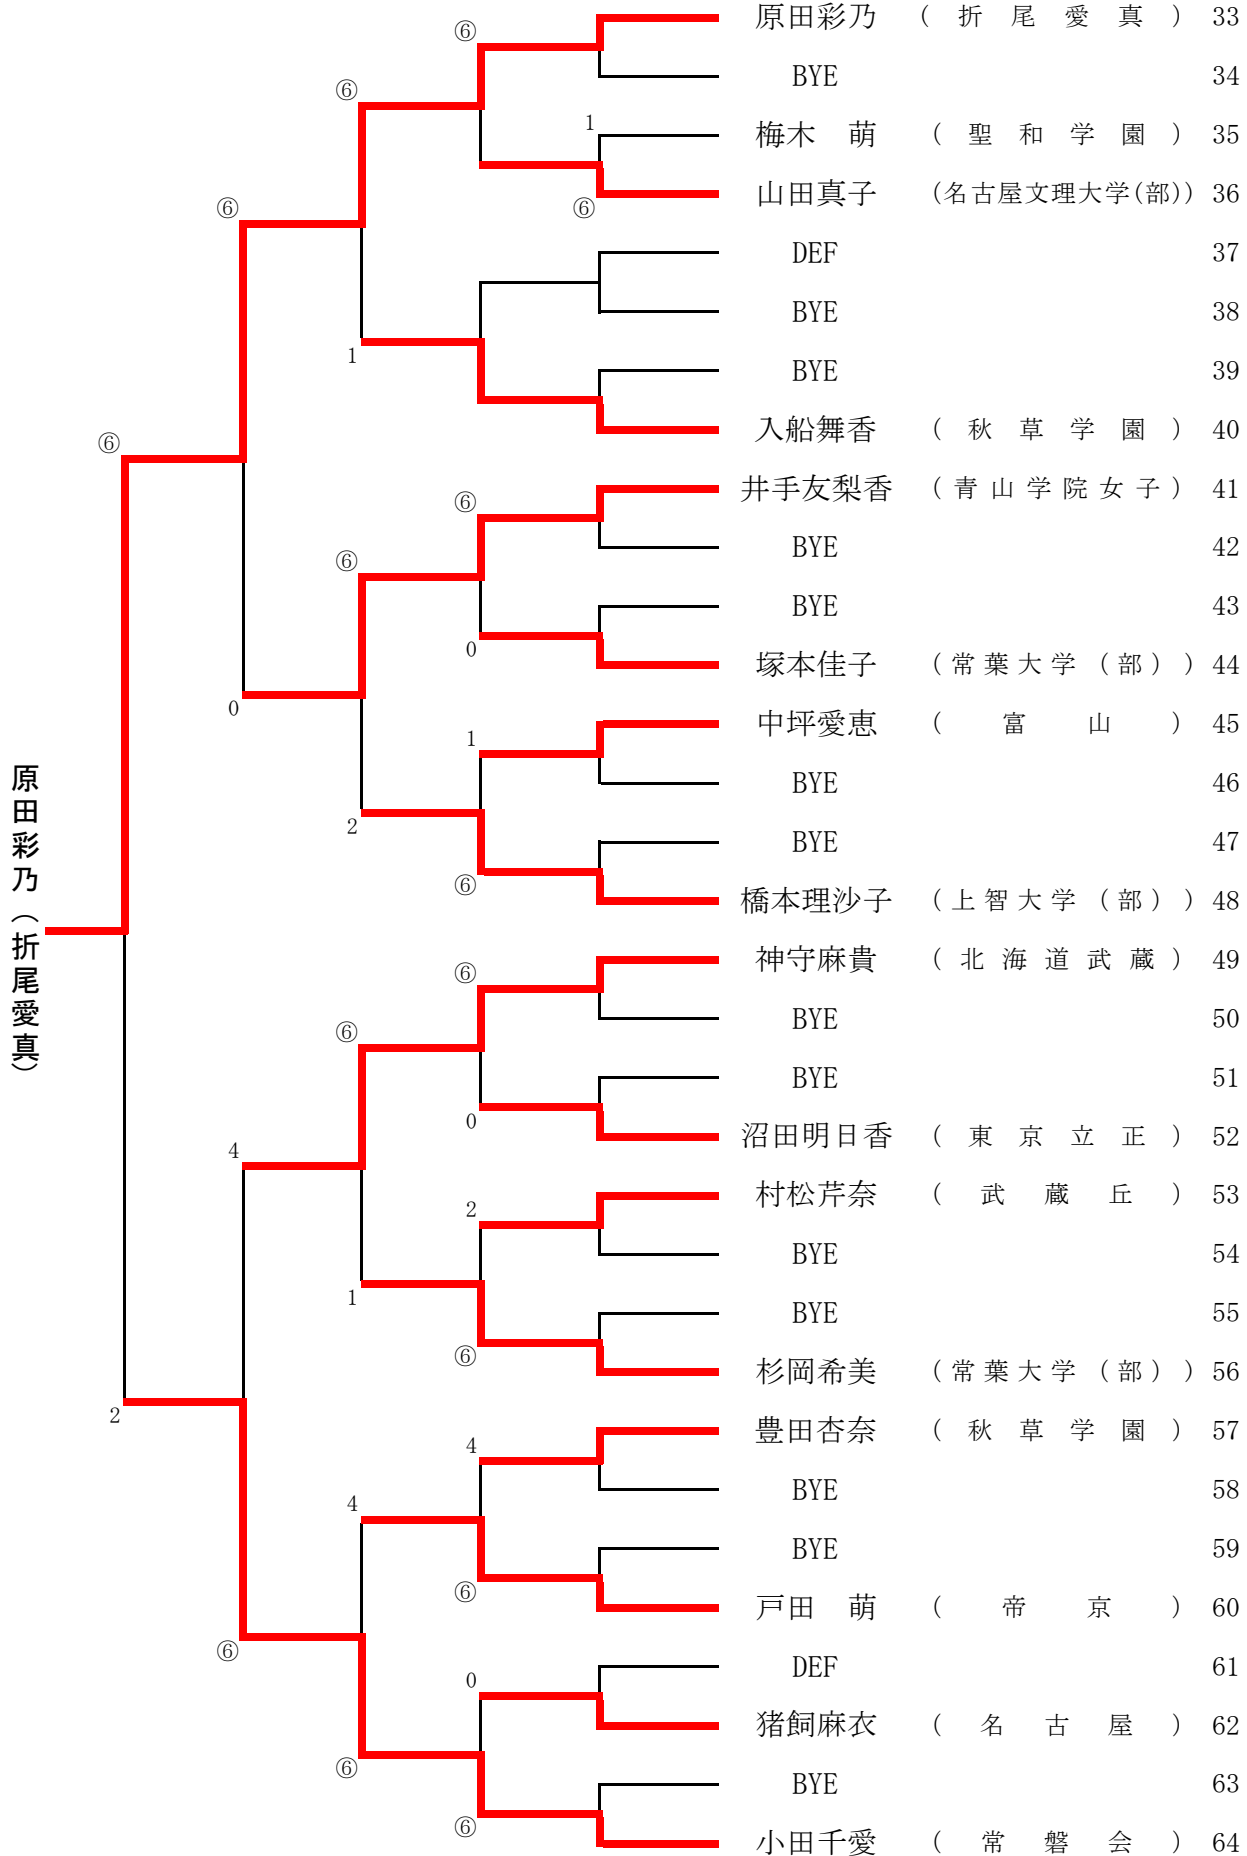 原田彩乃 ( 折尾愛真 ) 33
⑥
BYE 34
⑥
1
梅木 萌 ( 聖和学園 ) 35
山田真子 (名古屋文理大学(部)) 36
⑥
⑥
DEF 37
BYE 38
1
BYE 39
入船舞香 ( 秋草学園 ) 40
⑥
井手友梨香 (青山学院女子) 41
⑥
BYE 42
⑥
BYE 43
0
塚本佳子 (常葉大学(部)) 44
0
中坪愛恵 ( 富山 ) 45
1
BYE 46
2
BYE 47
⑥
橋本理沙子 (上智大学(部)) 48
原田彩乃(折尾愛真)
神守麻貴 ( 北海道武蔵 ) 49
⑥
BYE 50
⑥
BYE 51
0
沼田明日香 ( 東京立正 ) 52
4
村松芹奈 ( 武蔵丘 ) 53
2
BYE 54
1
BYE 55
⑥
杉岡希美 (常葉大学(部)) 56
2
豊田杏奈 ( 秋草学園 ) 57
4
BYE 58
4
BYE 59
⑥
戸田 萌 ( 帝京 ) 60
⑥
DEF 61
0
猪飼麻衣 ( 名古屋 ) 62
⑥
BYE 63
⑥
小田千愛 ( 常磐会 ) 64